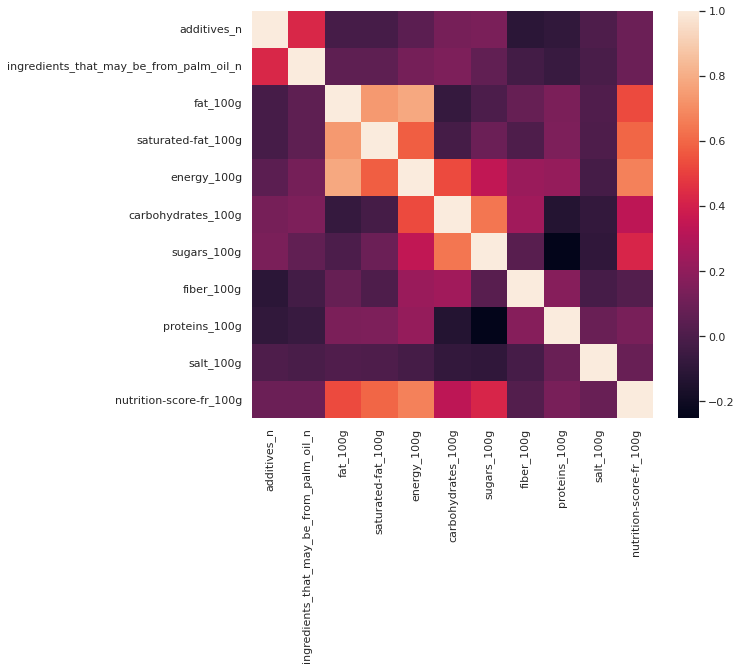 additives_n
ingredients_that_may_be_from_palm_oil_n
fat_100g
saturated-fat_100g
energy_100g
carbohydrates_100g
sugars_100g
fiber_100g
proteins_100g
salt_100g
nutrition-score-fr_100g
additives_n
ingredients_that_may_be_from_palm_oil_n
fat_100g
saturated-fat_100g
energy_100g
carbohydrates_100g
sugars_100g
fiber_100g
proteins_100g
salt_100g
nutrition-score-fr_100g
1.0
0.8
0.6
0.4
0.2
0.0
−0.2